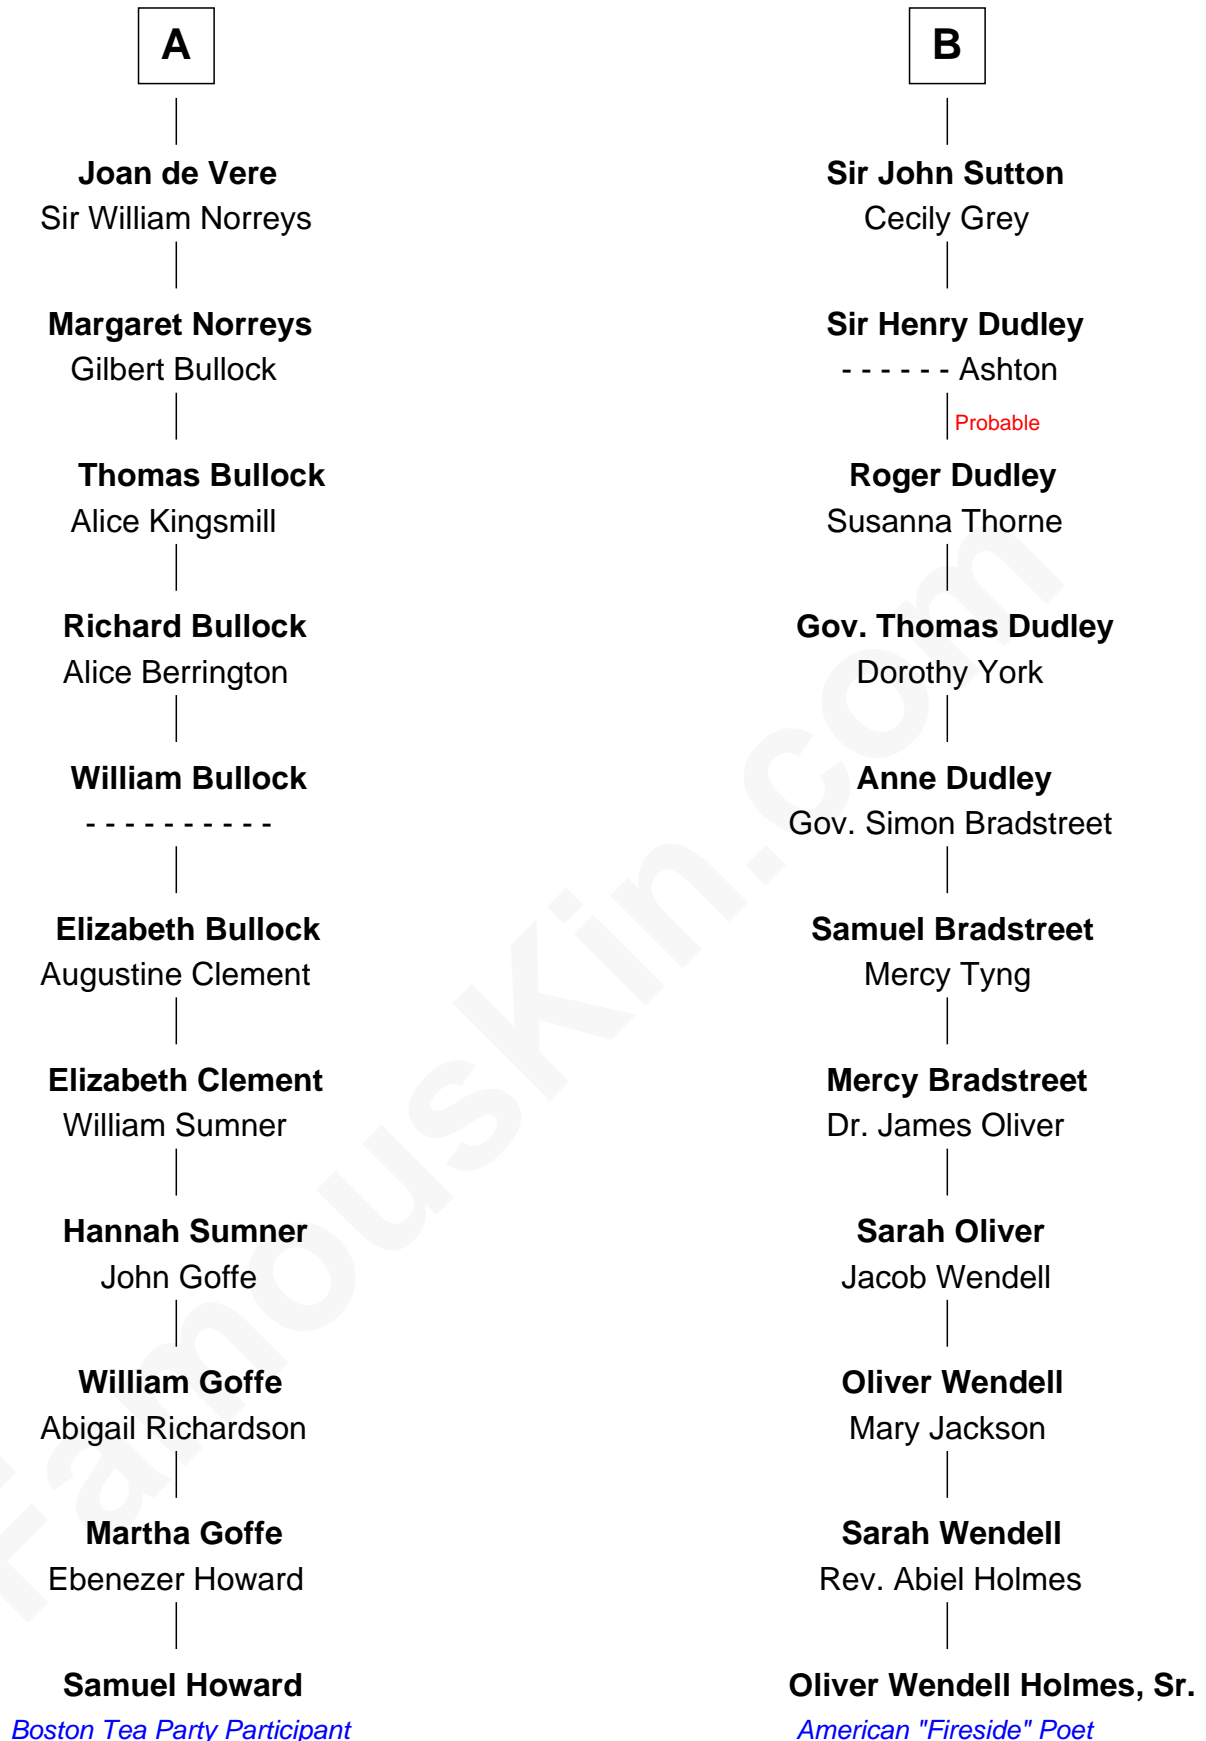 A
Joan de Vere
Sir William Norreys
Margaret Norreys
Gilbert Bullock
Thomas Bullock
Alice Kingsmill
Richard Bullock
Alice Berrington
William Bullock
- - - - - - - - - -
Elizabeth Bullock
Augustine Clement
Elizabeth Clement
William Sumner
Hannah Sumner
John Goffe
William Goffe
Abigail Richardson
Martha Goffe
Ebenezer Howard
Samuel Howard
Boston Tea Party Participant
B
Sir John Sutton
Cecily Grey
Sir Henry Dudley
- - - - - - Ashton
Probable
Roger Dudley
Susanna Thorne
Gov. Thomas Dudley
Dorothy York
Anne Dudley
Gov. Simon Bradstreet
Samuel Bradstreet
Mercy Tyng
Mercy Bradstreet
Dr. James Oliver
Sarah Oliver
Jacob Wendell
Oliver Wendell
Mary Jackson
Sarah Wendell
Rev. Abiel Holmes
Oliver Wendell Holmes, Sr.
American "Fireside" Poet
FamousKin.com